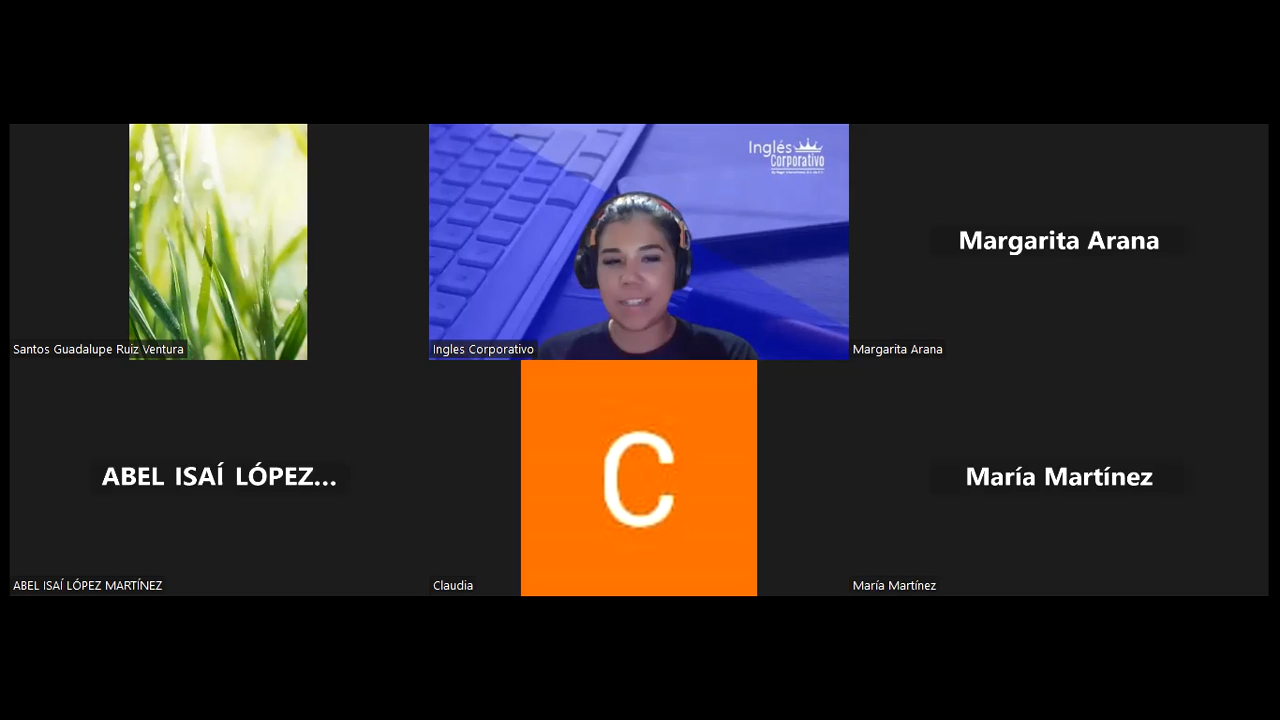 Inglés
Corporativo
Santos Guadalupe Ruiz Ventura
Ingles Corporativo
Margarita Arana
Margarita Arana
ABEL ISAÍ LÓPEZ...
C
María Martínez
ABEL ISAÍ LÓPEZ MARTÍNEZ
Claudia
María Martínez